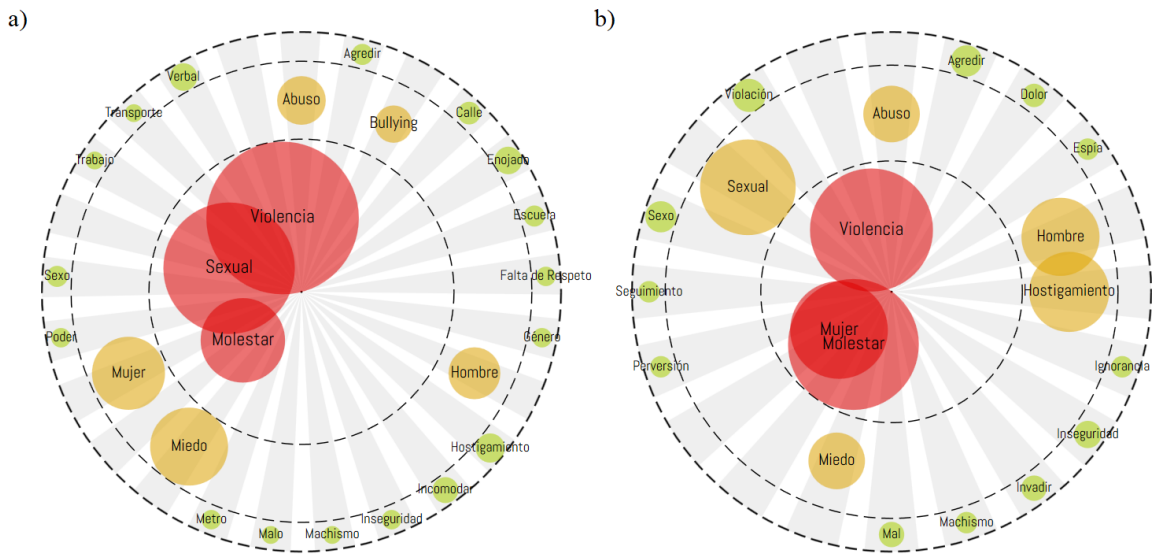 a)
Agredir
Verbal
Abuso
Transporte
Calle
Bullying
Trabajo
Enojado
Violencia
Escuela
Sexual
Sexo
Falta de Respeto
Poder
Molestar
Género
Mujer
Hombre
Miedo
Hostigamiento
Incomodar
Metro
Inseguridad
Malo
Machismo
b)
Agredir
Violación
Dolor
Abuso
Espía
Sexual
Sexo
Violencia
Hombre
Seguimiento
Hostigamiento
Mujer
Molestar
Perversión
Ignorancia
Inseguridad
Miedo
Invadir
Machismo
Mal